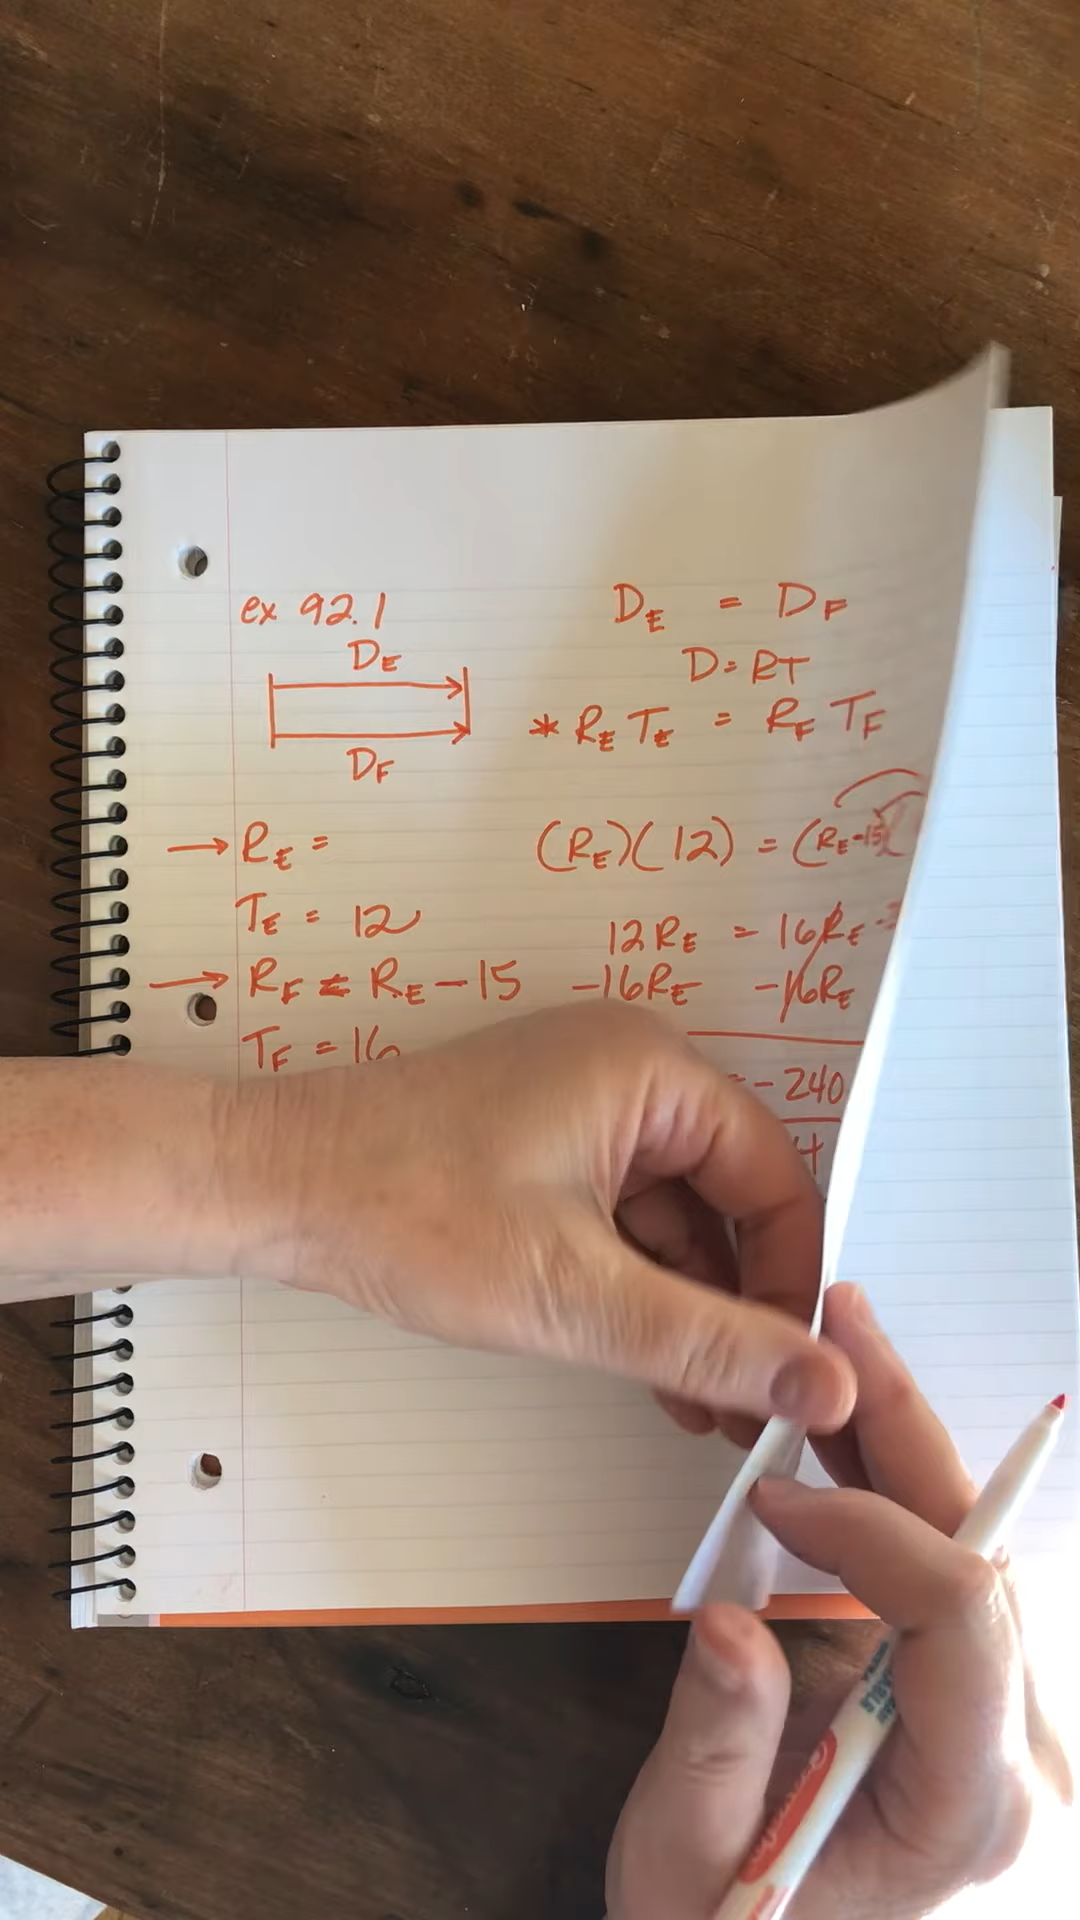 ex 92.1
D_E
D_F
D_E = D_F
D = RT
* R_E T_E = R_F T_F
→ R_E =
T_E = 12
→ R_F = R_E - 15
T_F = 16
(R_E)(12) = (R_E - 15)(
12R_E = 16R_E -
-16R_E -16R_E
= -240
4